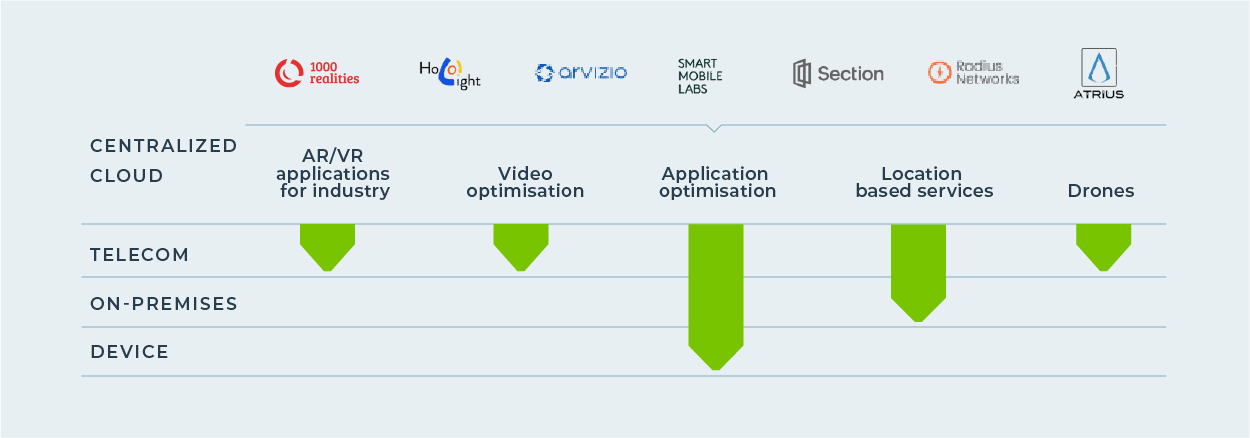 1000
realities
HoloLight
arvizio
SMART
MOBILE
LABS
Section
Radius
Networks
ATRIUS
CENTRALIZED
CLOUD
AR/VR
applications
for industry
Video
optimisation
Application
optimisation
Location
based services
Drones
TELECOM
ON-PREMISES
DEVICE